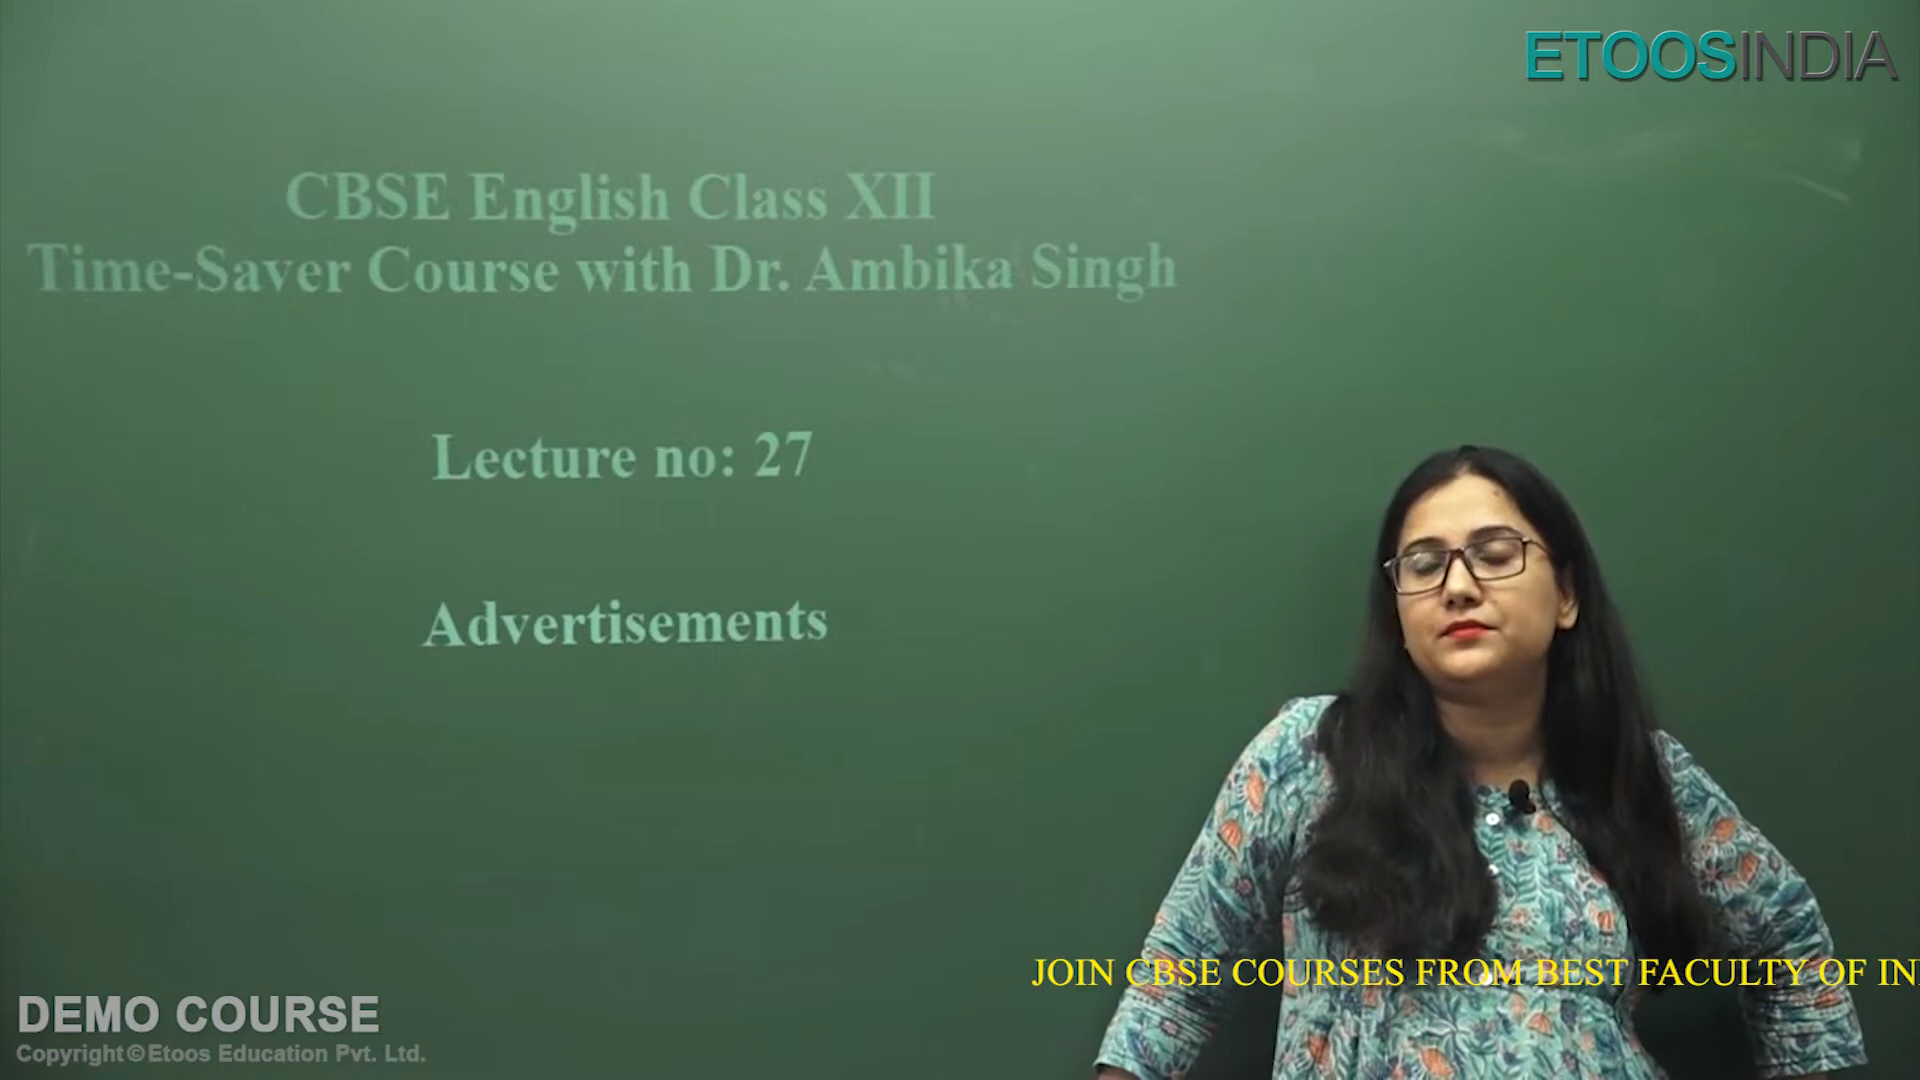 ETOOSINDIA
CBSE English Class XII
Time-Saver Course with Dr. Ambika Singh
Lecture no: 27
Advertisements
JOIN CBSE COURSES FROM BEST FACULTY OF
DEMO COURSE
Copyright©Etoos Education Pvt. Ltd.